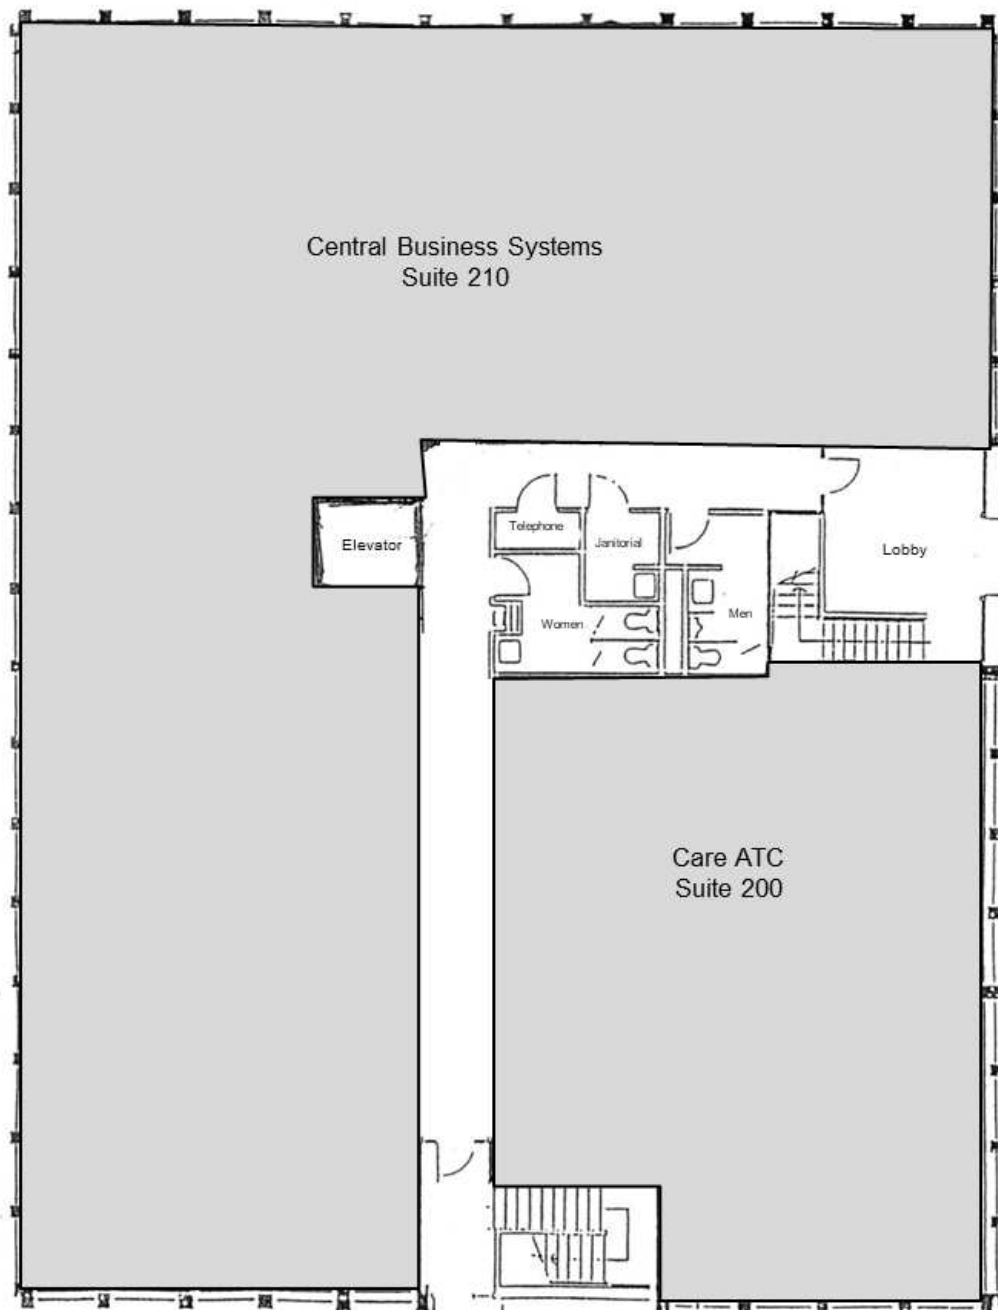 Central Business Systems
Suite 210
Telephone
Janitorial
Elevator
Lobby
Women
Men
Care ATC
Suite 200